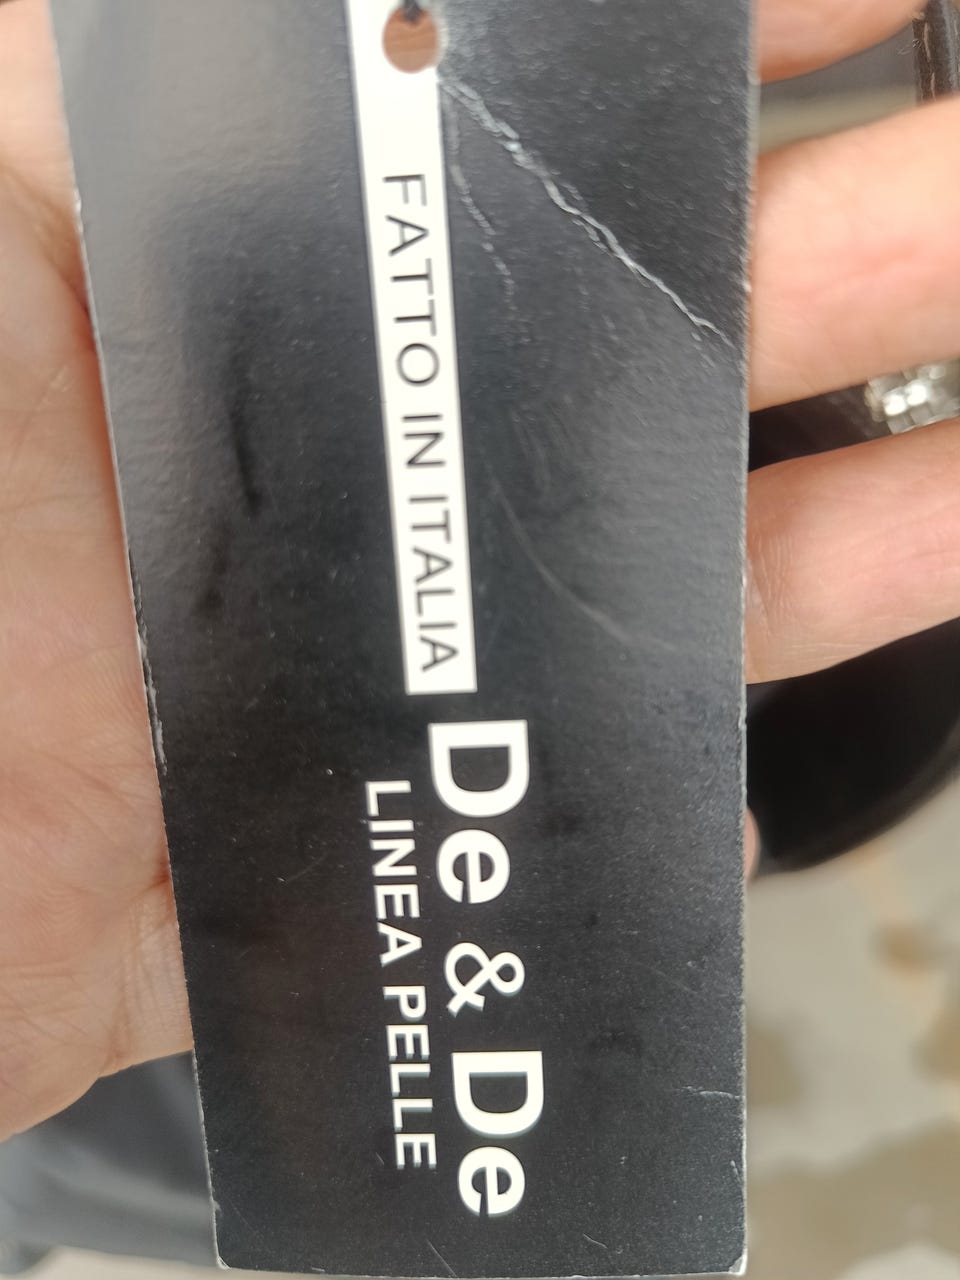 FATTO IN ITALIA
De & De
LINEA PELLE